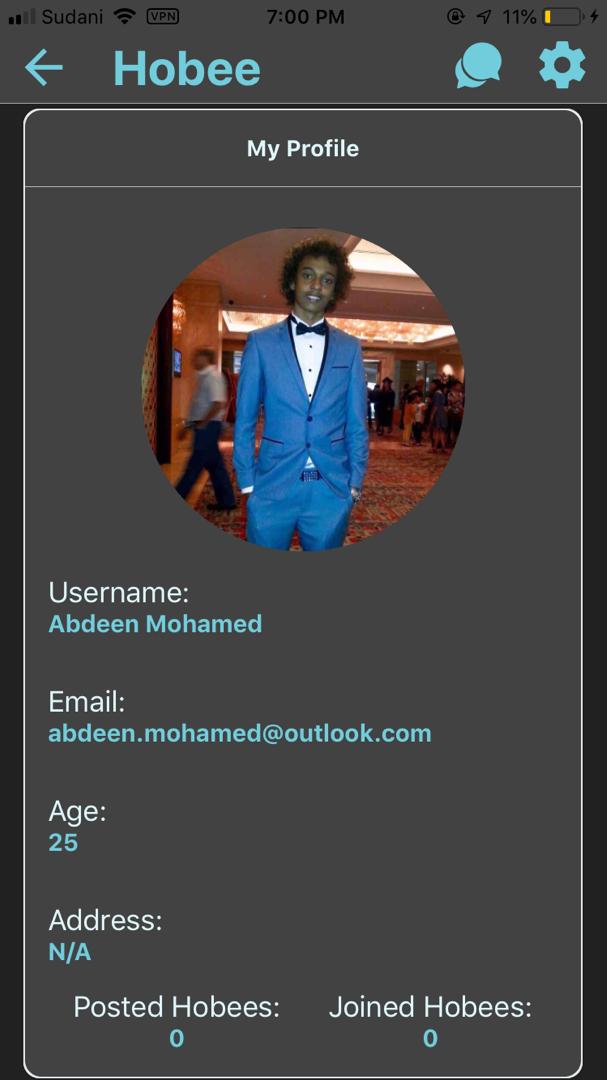 Sudani VPN 7:00 PM 11%
Hobee
My Profile
Username:
Abdeen Mohamed
Email:
abdeen.mohamed@outlook.com
Age:
25
Address:
N/A
Posted Hobees: Joined Hobees:
0 0